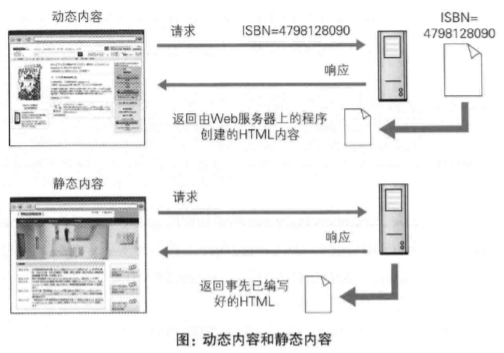 动态内容
请求 ISBN=4798128090
ISBN=
4798128090
响应
返回由Web服务器上的程序
创建的HTML内容
静态内容
请求
响应
返回事先已编写
好的HTML
图：动态内容和静态内容